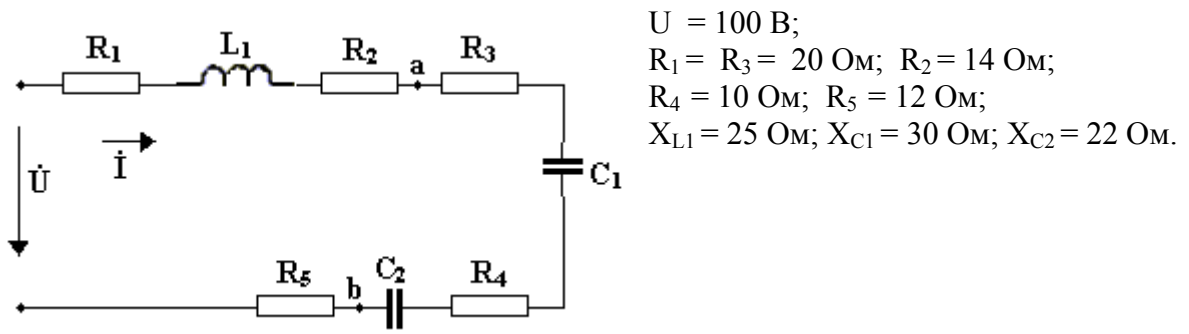 R₁ L₁ R₂ a R₃
U̇ İ
C₁
R₅ b C₂ R₄
U = 100 В;
R₁ = R₃ = 20 Ом; R₂ = 14 Ом;
R₄ = 10 Ом; R₅ = 12 Ом;
X_L1 = 25 Ом; X_C1 = 30 Ом; X_C2 = 22 Ом.